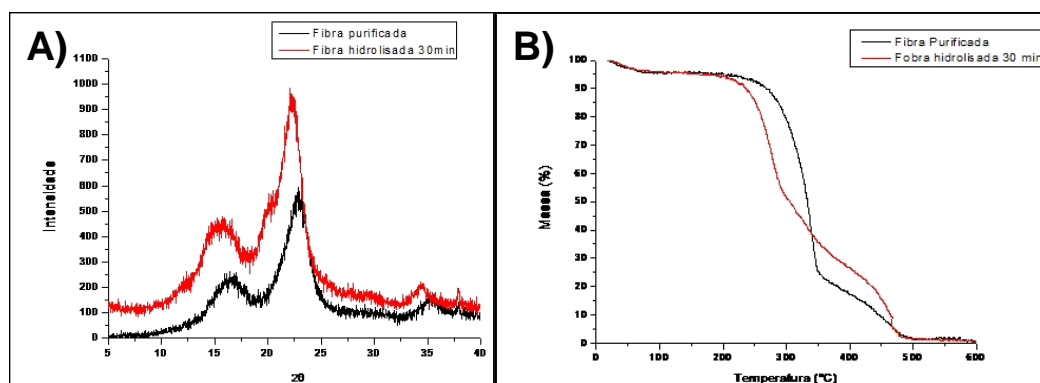 A)
Fibra purificada
Fibra hidrolisada 30min
1100
1000
900
800
700
600
500
400
300
200
100
0
Intensidade
5 10 15 20 25 30 35 40
2θ
B)
Fibra Purificada
Fobra hidrolisada 30 min
100
90
80
70
60
50
40
30
20
10
0
Massa (%)
0 100 200 300 400 500 600
Temperatura (°C)